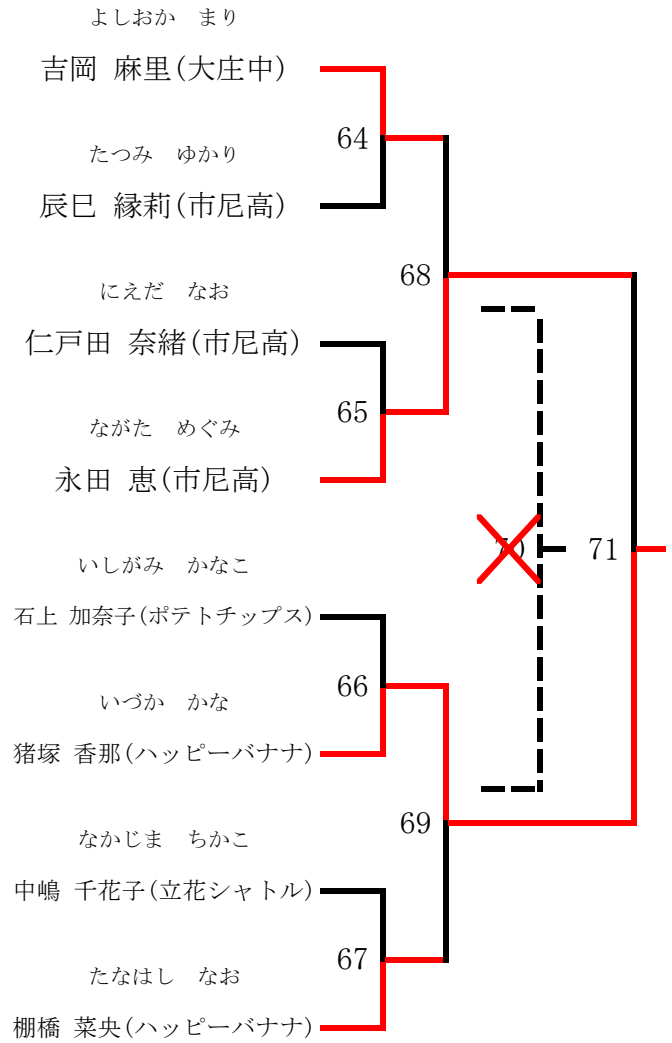 よしおか まり
吉岡 麻里(大庄中)
64
たつみ ゆかり
辰巳 縁莉(市尼高)
68
にえだ なお
仁戸田 奈緒(市尼高)
65
ながた めぐみ
永田 恵(市尼高)
70
71
いしがみ かなこ
石上 加奈子(ポテトチップス)
66
いづか かな
猪塚 香那(ハッピーバナナ)
69
なかじま ちかこ
中嶋 千花子(立花シャトル)
67
たなはし なお
棚橋 菜央(ハッピーバナナ)